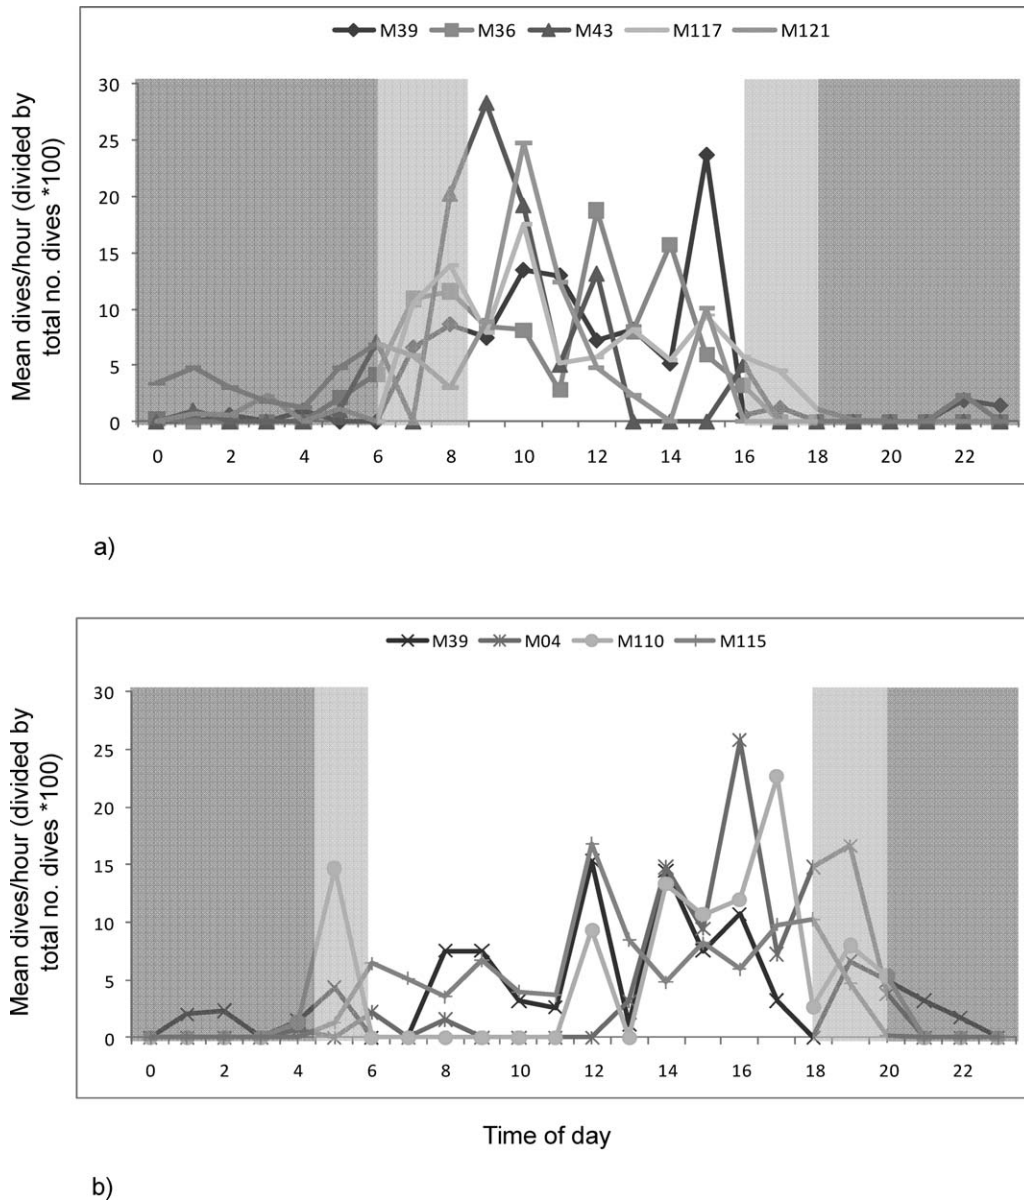 M39 M36 M43 M117 M121
Mean dives/hour (divided by
total no. dives *100)
30
25
20
15
10
5
0
0 2 4 6 8 10 12 14 16 18 20 22
a)
M39 M04 M110 M115
Mean dives/hour (divided by
total no. dives *100)
30
25
20
15
10
5
0
0 2 4 6 8 10 12 14 16 18 20 22
Time of day
b)